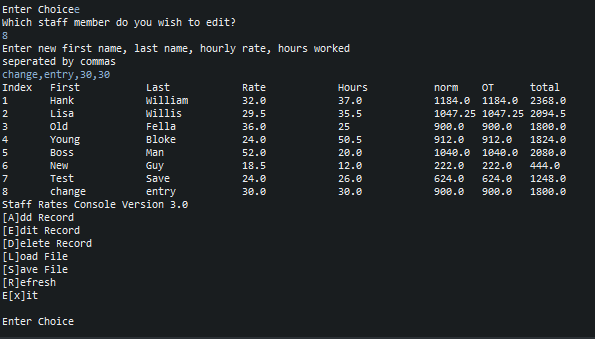 Enter Choicee
Which staff member do you wish to edit?
8
Enter new first name, last name, hourly rate, hours worked
seperated by commas
change,entry,30,30
Index First Last Rate Hours norm OT total
1 Hank William 32.0 37.0 1184.0 1184.0 2368.0
2 Lisa Willis 29.5 35.5 1047.25 1047.25 2094.5
3 Old Fella 36.0 25 900.0 900.0 1800.0
4 Young Bloke 24.0 50.5 912.0 912.0 1824.0
5 Boss Man 52.0 20.0 1040.0 1040.0 2080.0
6 New Guy 18.5 12.0 222.0 222.0 444.0
7 Test Save 24.0 26.0 624.0 624.0 1248.0
8 change entry 30.0 30.0 900.0 900.0 1800.0
Staff Rates Console Version 3.0
[A]dd Record
[E]dit Record
[D]elete Record
[L]oad File
[S]ave File
[R]efresh
E[x]it
Enter Choice